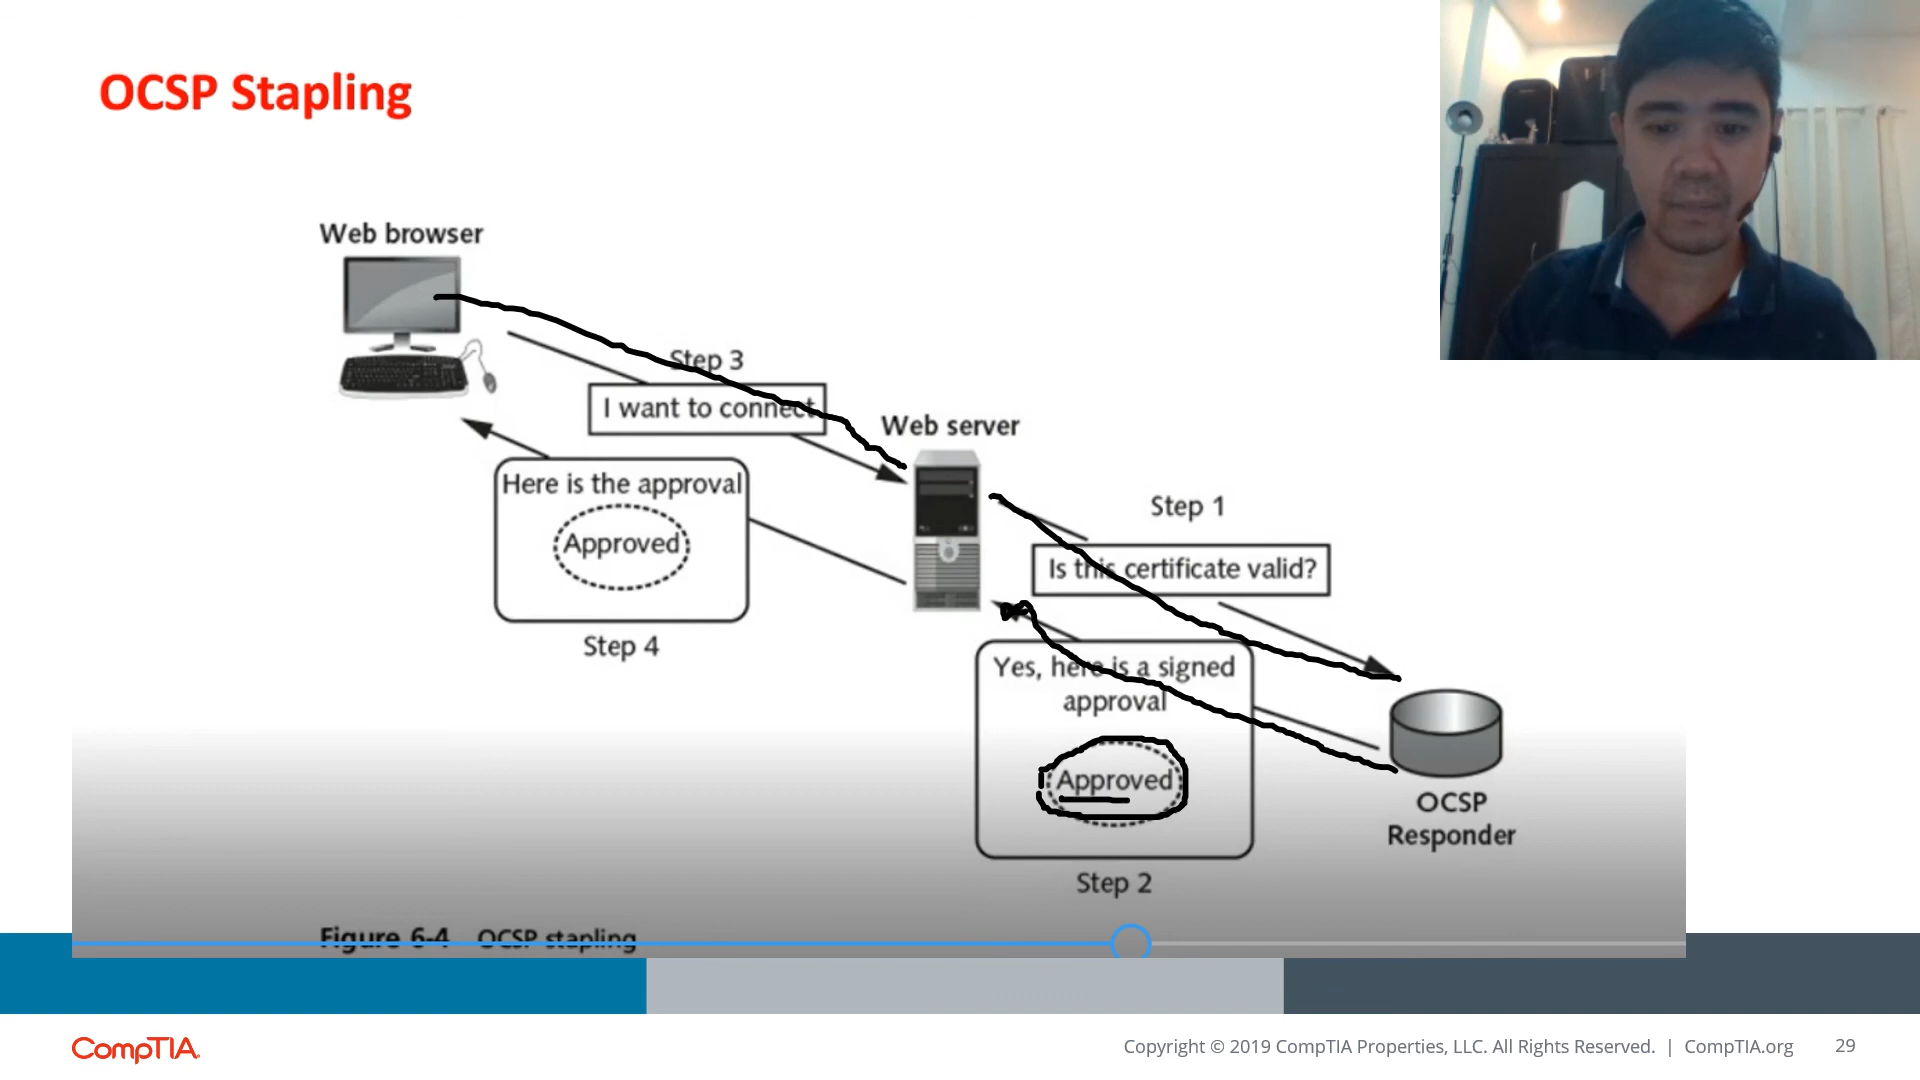 OCSP Stapling
Web browser
Step 3
I want to connect
Web server
Here is the approval
Approved
Step 4
Step 1
Is this certificate valid?
Yes, here is a signed
approval
Approved
Step 2
OCSP
Responder
Figure 6-4 OCSP stapling
CompTIA.
Copyright © 2019 CompTIA Properties, LLC. All Rights Reserved. | CompTIA.org 29